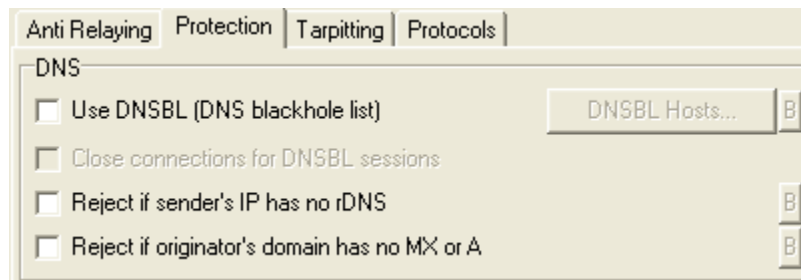 Anti Relaying Protection Tarpitting Protocols
DNS
Use DNSBL (DNS blackhole list) DNSBL Hosts... B
Close connections for DNSBL sessions
Reject if sender's IP has no rDNS B
Reject if originator's domain has no MX or A B